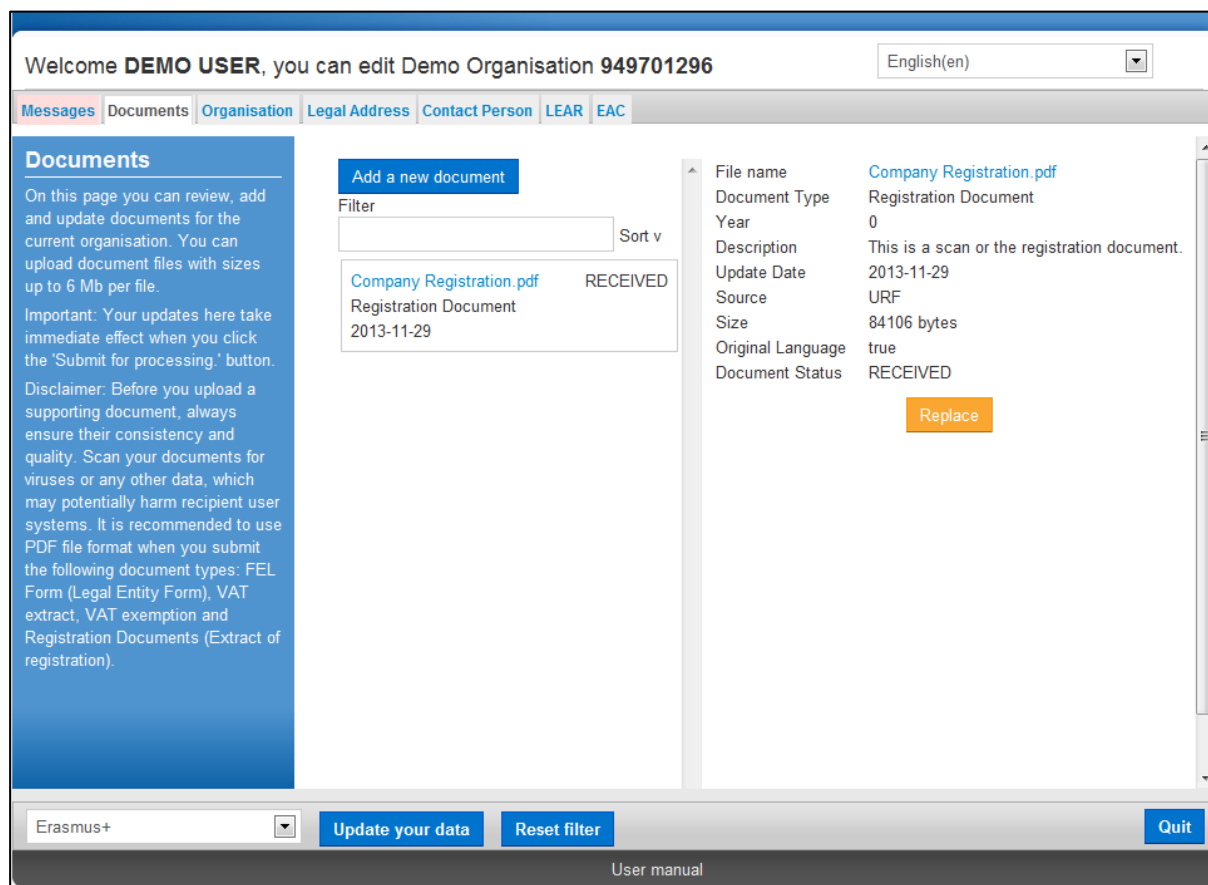 Welcome DEMO USER, you can edit Demo Organisation 949701296
English(en)
Messages Documents Organisation Legal Address Contact Person LEAR EAC
Documents
On this page you can review, add
and update documents for the
current organisation. You can
upload document files with sizes
up to 6 Mb per file.
Important: Your updates here take
immediate effect when you click
the 'Submit for processing.' button.
Disclaimer: Before you upload a
supporting document, always
ensure their consistency and
quality. Scan your documents for
viruses or any other data, which
may potentially harm recipient user
systems. It is recommended to use
PDF file format when you submit
the following document types: FEL
Form (Legal Entity Form), VAT
extract, VAT exemption and
Registration Documents (Extract of
registration).
Add a new document
Filter
Sort v
Company Registration.pdf RECEIVED
Registration Document
2013-11-29
File name Company Registration.pdf
Document Type Registration Document
Year 0
Description This is a scan or the registration document.
Update Date 2013-11-29
Source URF
Size 84106 bytes
Original Language true
Document Status RECEIVED
Replace
Erasmus+ Update your data Reset filter Quit
User manual